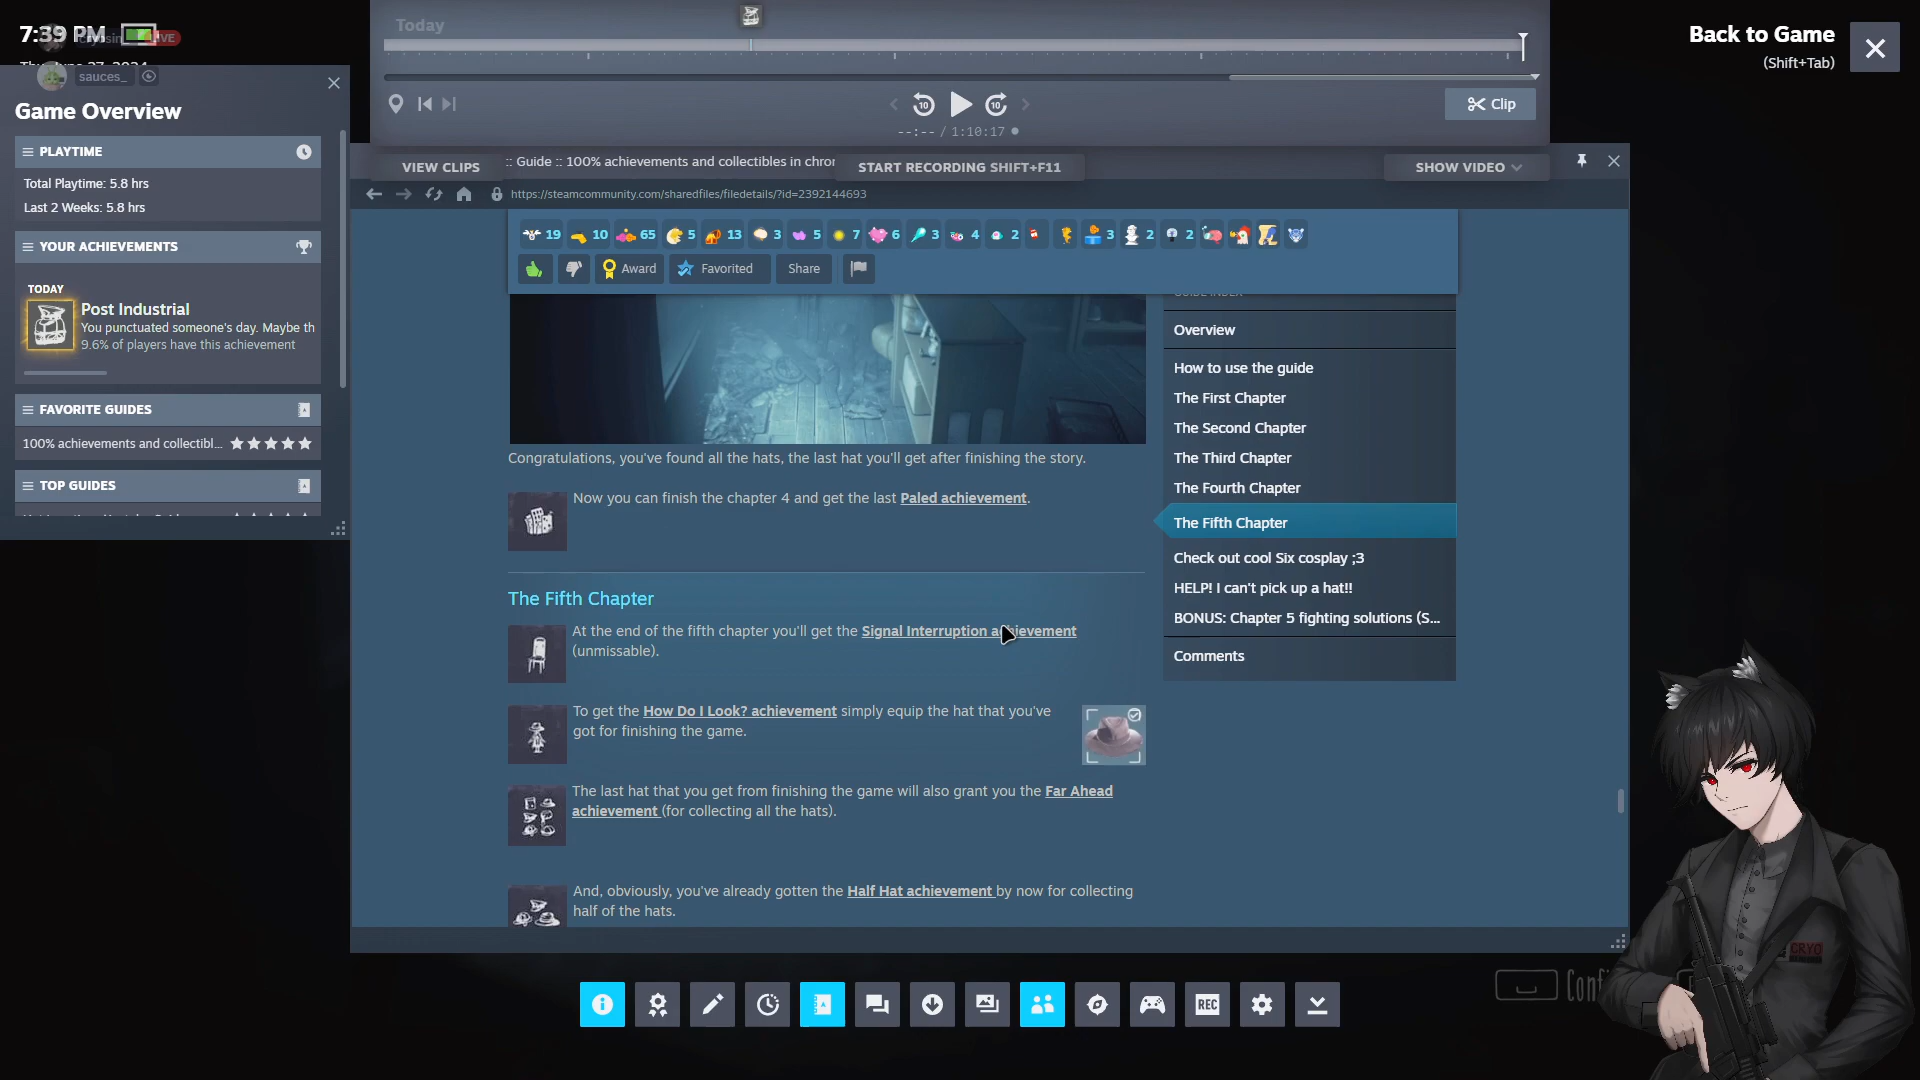 7:39 PM
LIVE
sauces_
Game Overview
PLAYTIME
Total Playtime: 5.8 hrs
Last 2 Weeks: 5.8 hrs
YOUR ACHIEVEMENTS
TODAY
Post Industrial
You punctuated someone's day. Maybe th
9.6% of players have this achievement
FAVORITE GUIDES
100% achievements and collectibl...
TOP GUIDES
Today
10
10
--:-- / 1:10:17
Clip
Back to Game
(Shift+Tab)
VIEW CLIPS
:: Guide :: 100% achievements and collectibles in chron
START RECORDING SHIFT+F11
SHOW VIDEO
https://steamcommunity.com/sharedfiles/filedetails/?id=2392144693
19 10 65 5 13 3 5 7 6 3 4 2 3 2 2
Award
Favorited
Share
Congratulations, you've found all the hats, the last hat you'll get after finishing the story.
Now you can finish the chapter 4 and get the last Paled achievement.
The Fifth Chapter
At the end of the fifth chapter you'll get the Signal Interruption achievement
(unmissable).
To get the How Do I Look? achievement simply equip the hat that you've
got for finishing the game.
The last hat that you get from finishing the game will also grant you the Far Ahead
achievement (for collecting all the hats).
And, obviously, you've already gotten the Half Hat achievement by now for collecting
half of the hats.
GUIDE INDEX
Overview
How to use the guide
The First Chapter
The Second Chapter
The Third Chapter
The Fourth Chapter
The Fifth Chapter
Check out cool Six cosplay ;3
HELP! I can't pick up a hat!!
BONUS: Chapter 5 fighting solutions (S...
Comments
REC
CRYO